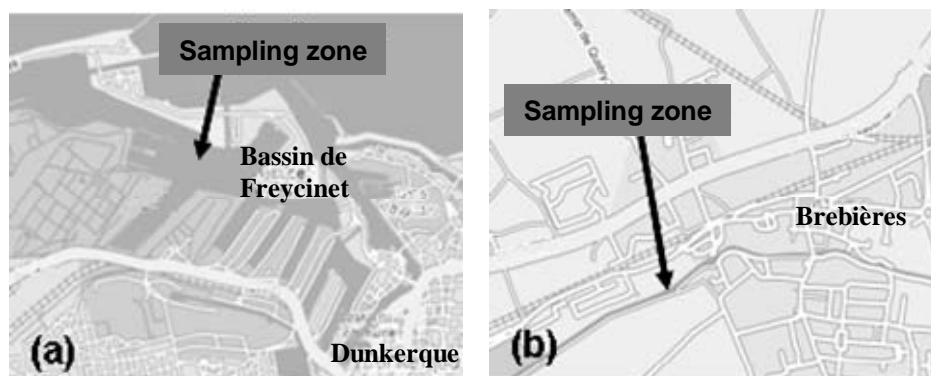 Sampling zone
Bassin de
Freycinet
Dunkerque
(a)
Sampling zone
Brebières
(b)